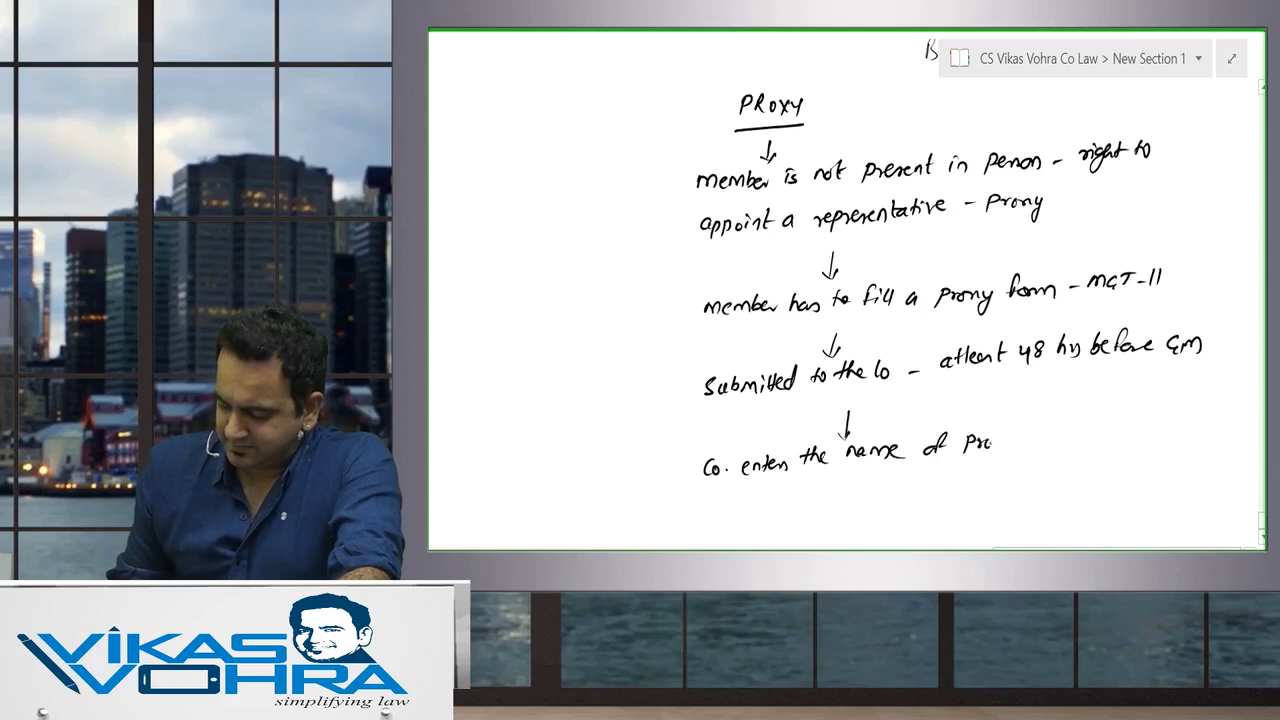 CS Vikas Vohra Co Law > New Section 1
PROXY
member is not present in person - right to
appoint a representative - Proxy
member has to fill a proxy form - MGT-11
Submitted to the Co - atleast 48 hrs before GM
Co. enters the name of Pro
VIKAS
VOHRA
simplifying law